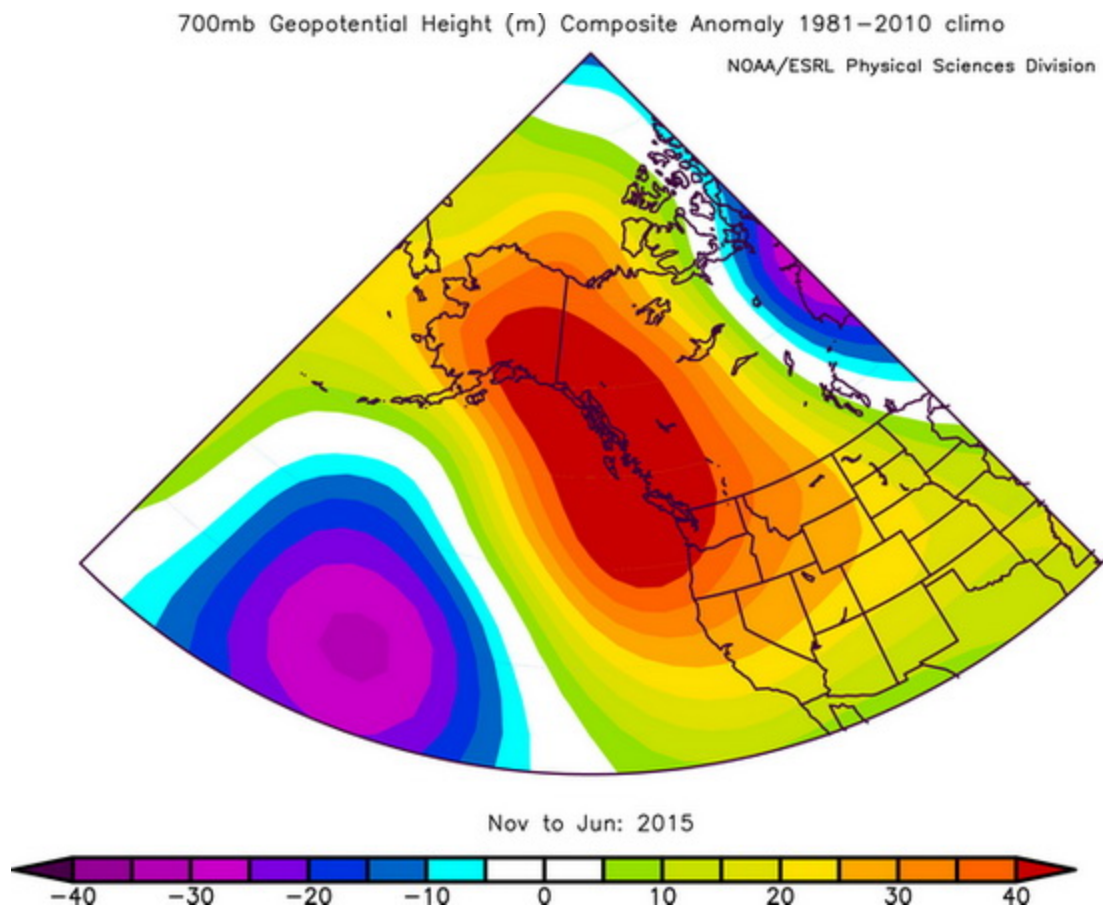 700mb Geopotential Height (m) Composite Anomaly 1981−2010 climo
NOAA/ESRL Physical Sciences Division
Nov to Jun: 2015
−40 −30 −20 −10 0 10 20 30 40